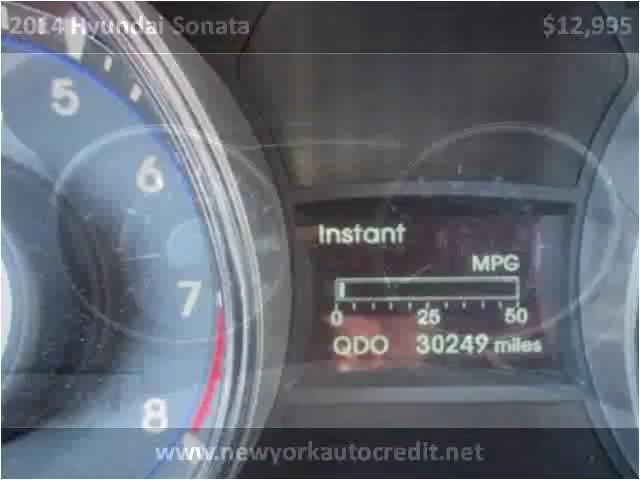 2014 Hyundai Sonata
$12,995
5
6
7
8
Instant
MPG
0 25 50
ODO 30249 miles
www.newyorkautocredit.net